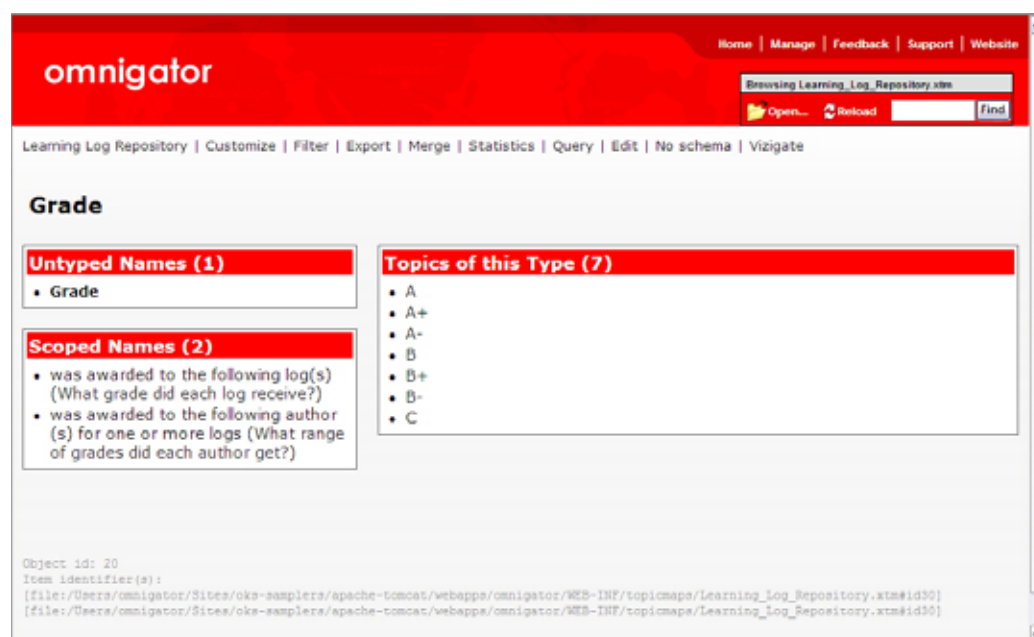 Home | Manage | Feedback | Support | Website
omnigator
Browsing Learning_Log_Repository.xtm
Open... Reload Find
Learning Log Repository | Customize | Filter | Export | Merge | Statistics | Query | Edit | No schema | Vizigate
Grade
Untyped Names (1)
• Grade
Scoped Names (2)
• was awarded to the following log(s)
(What grade did each log receive?)
• was awarded to the following author
(s) for one or more logs (What range
of grades did each author get?)
Topics of this Type (7)
• A
• A+
• A-
• B
• B+
• B-
• C
Object id: 20
Item identifier(s):
[file:/Users/omnigator/Sites/oks-samplers/apache-tomcat/webapps/omnigator/WEB-INF/topicmaps/Learning_Log_Repository.xtm#id30]
[file:/Users/omnigator/Sites/oks-samplers/apache-tomcat/webapps/omnigator/WEB-INF/topicmaps/Learning_Log_Repository.xtm#id30]